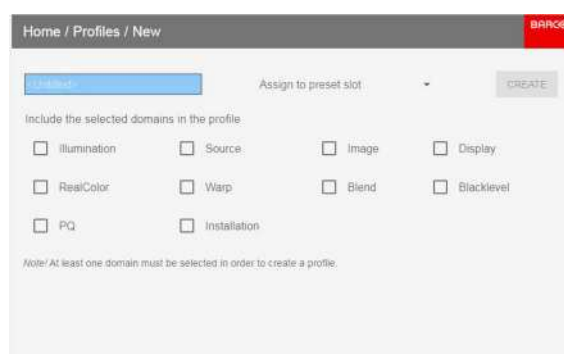 Home / Profiles / New
BARCO
<Untitled>
Assign to preset slot
CREATE
Include the selected domains in the profile
Illumination
Source
Image
Display
RealColor
Warp
Blend
Blacklevel
PQ
Installation
Note! At least one domain must be selected in order to create a profile.